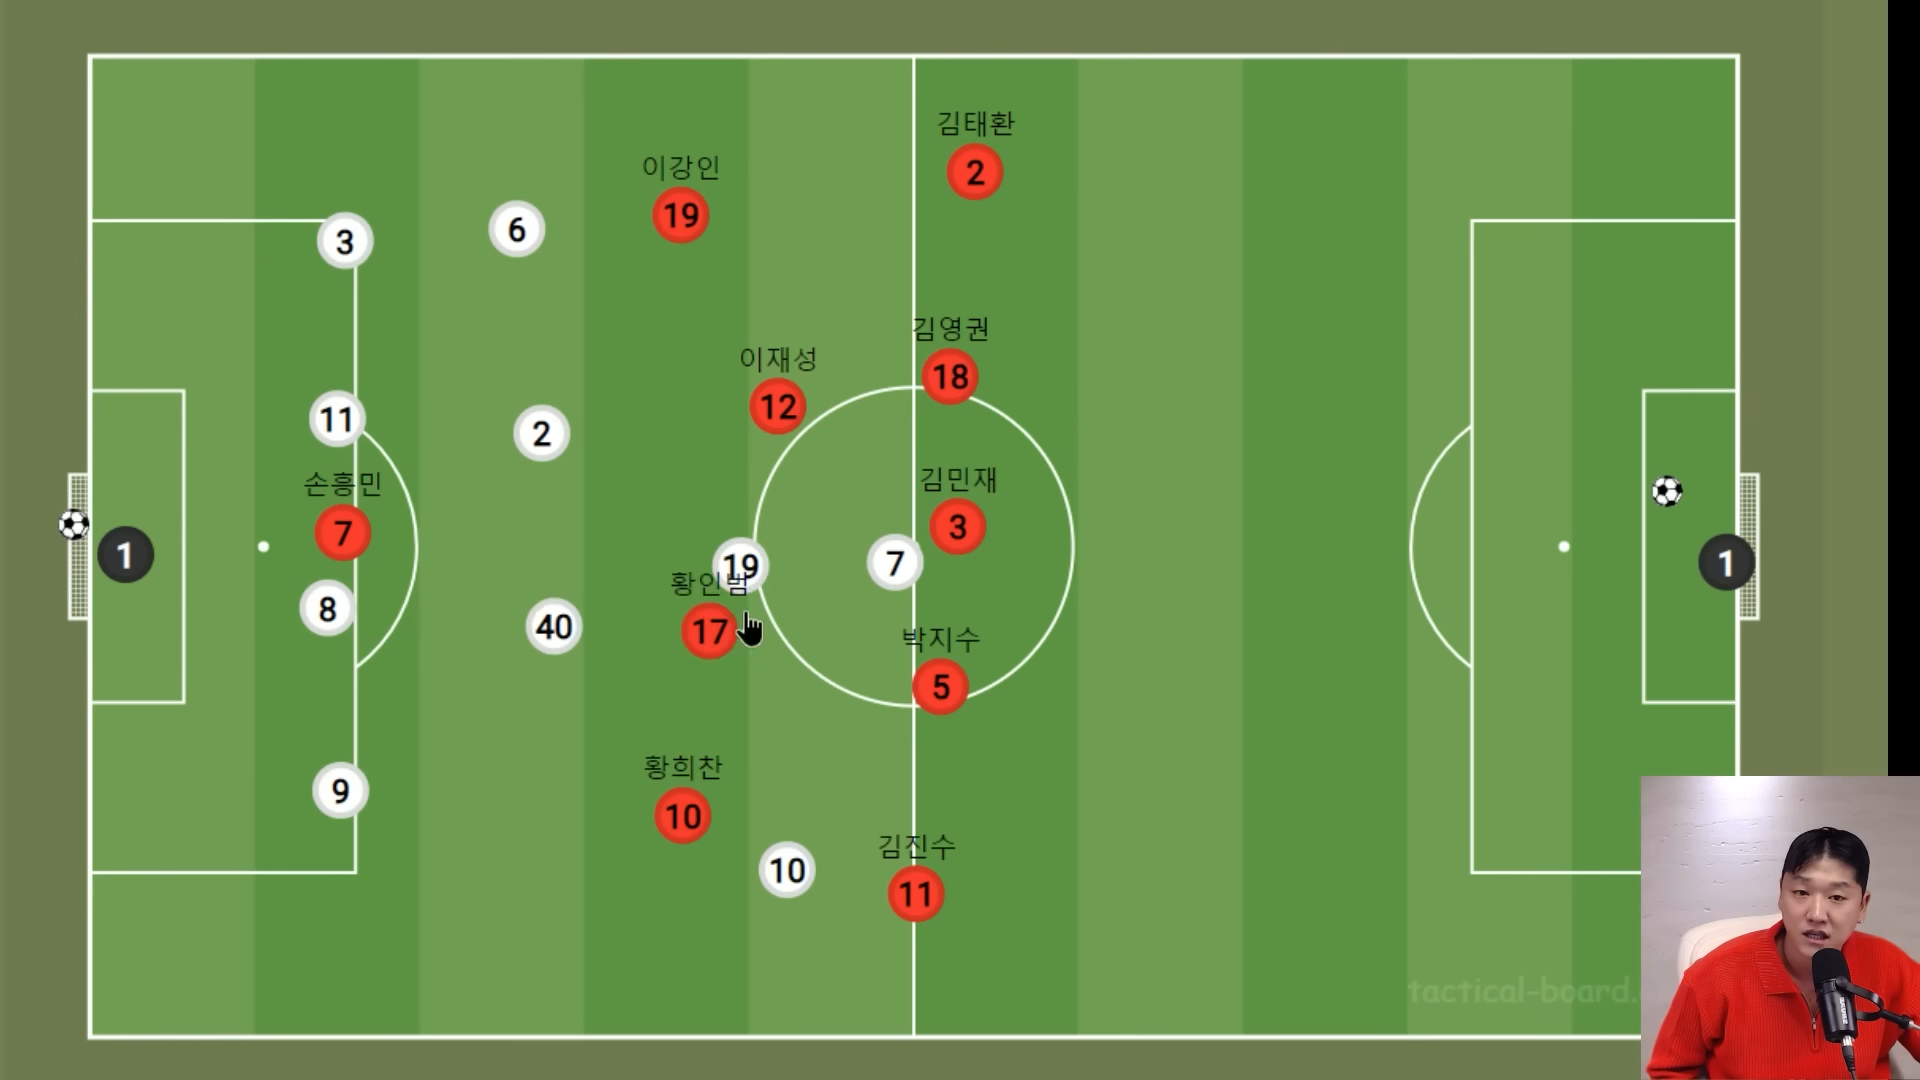 김태환
2
이강인
19
6
3
김영권
18
이재성
12
11
2
김민재
3
손흥민
7
1
19
7
1
황인범
17
8
40
박지수
5
황희찬
10
9
김진수
11
10
tactical-board.